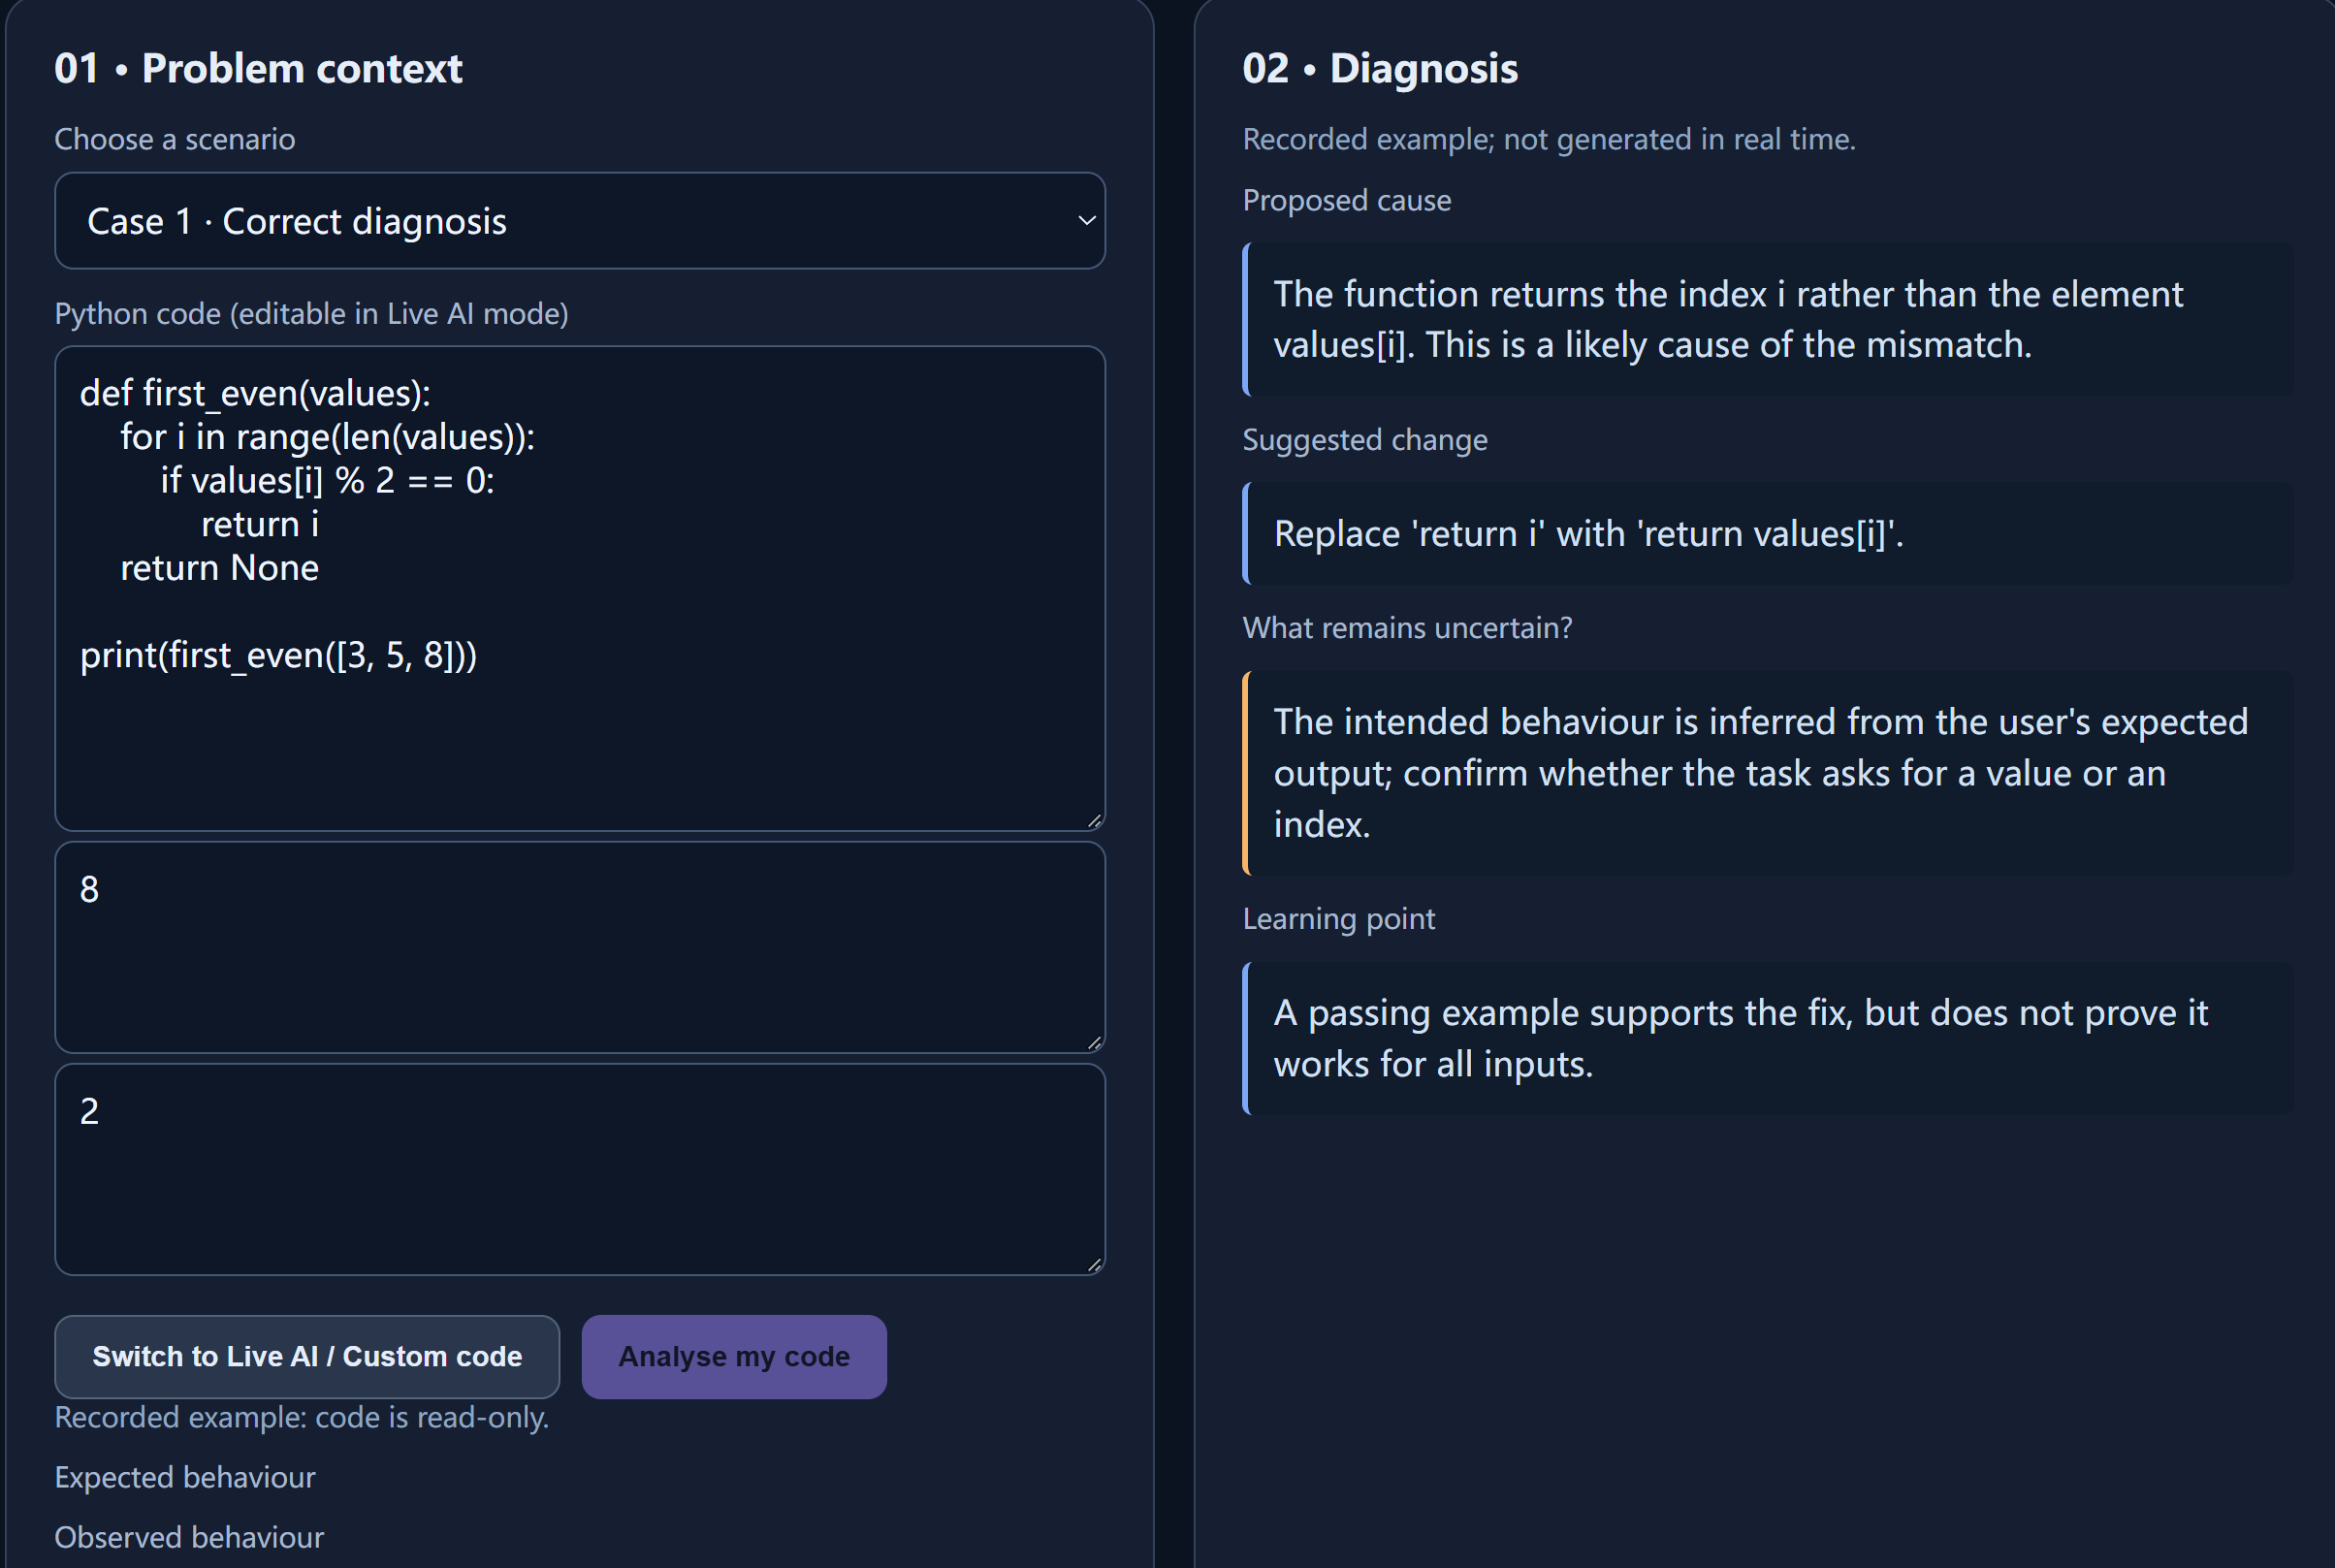 01 • Problem context
Choose a scenario
Case 1 · Correct diagnosis
Python code (editable in Live AI mode)
def first_even(values):
    for i in range(len(values)):
        if values[i] % 2 == 0:
            return i
    return None

print(first_even([3, 5, 8]))
8
2
Switch to Live AI / Custom code
Analyse my code
Recorded example: code is read-only.
Expected behaviour
Observed behaviour
02 • Diagnosis
Recorded example; not generated in real time.
Proposed cause
The function returns the index i rather than the element
values[i]. This is a likely cause of the mismatch.
Suggested change
Replace 'return i' with 'return values[i]'.
What remains uncertain?
The intended behaviour is inferred from the user's expected
output; confirm whether the task asks for a value or an
index.
Learning point
A passing example supports the fix, but does not prove it
works for all inputs.